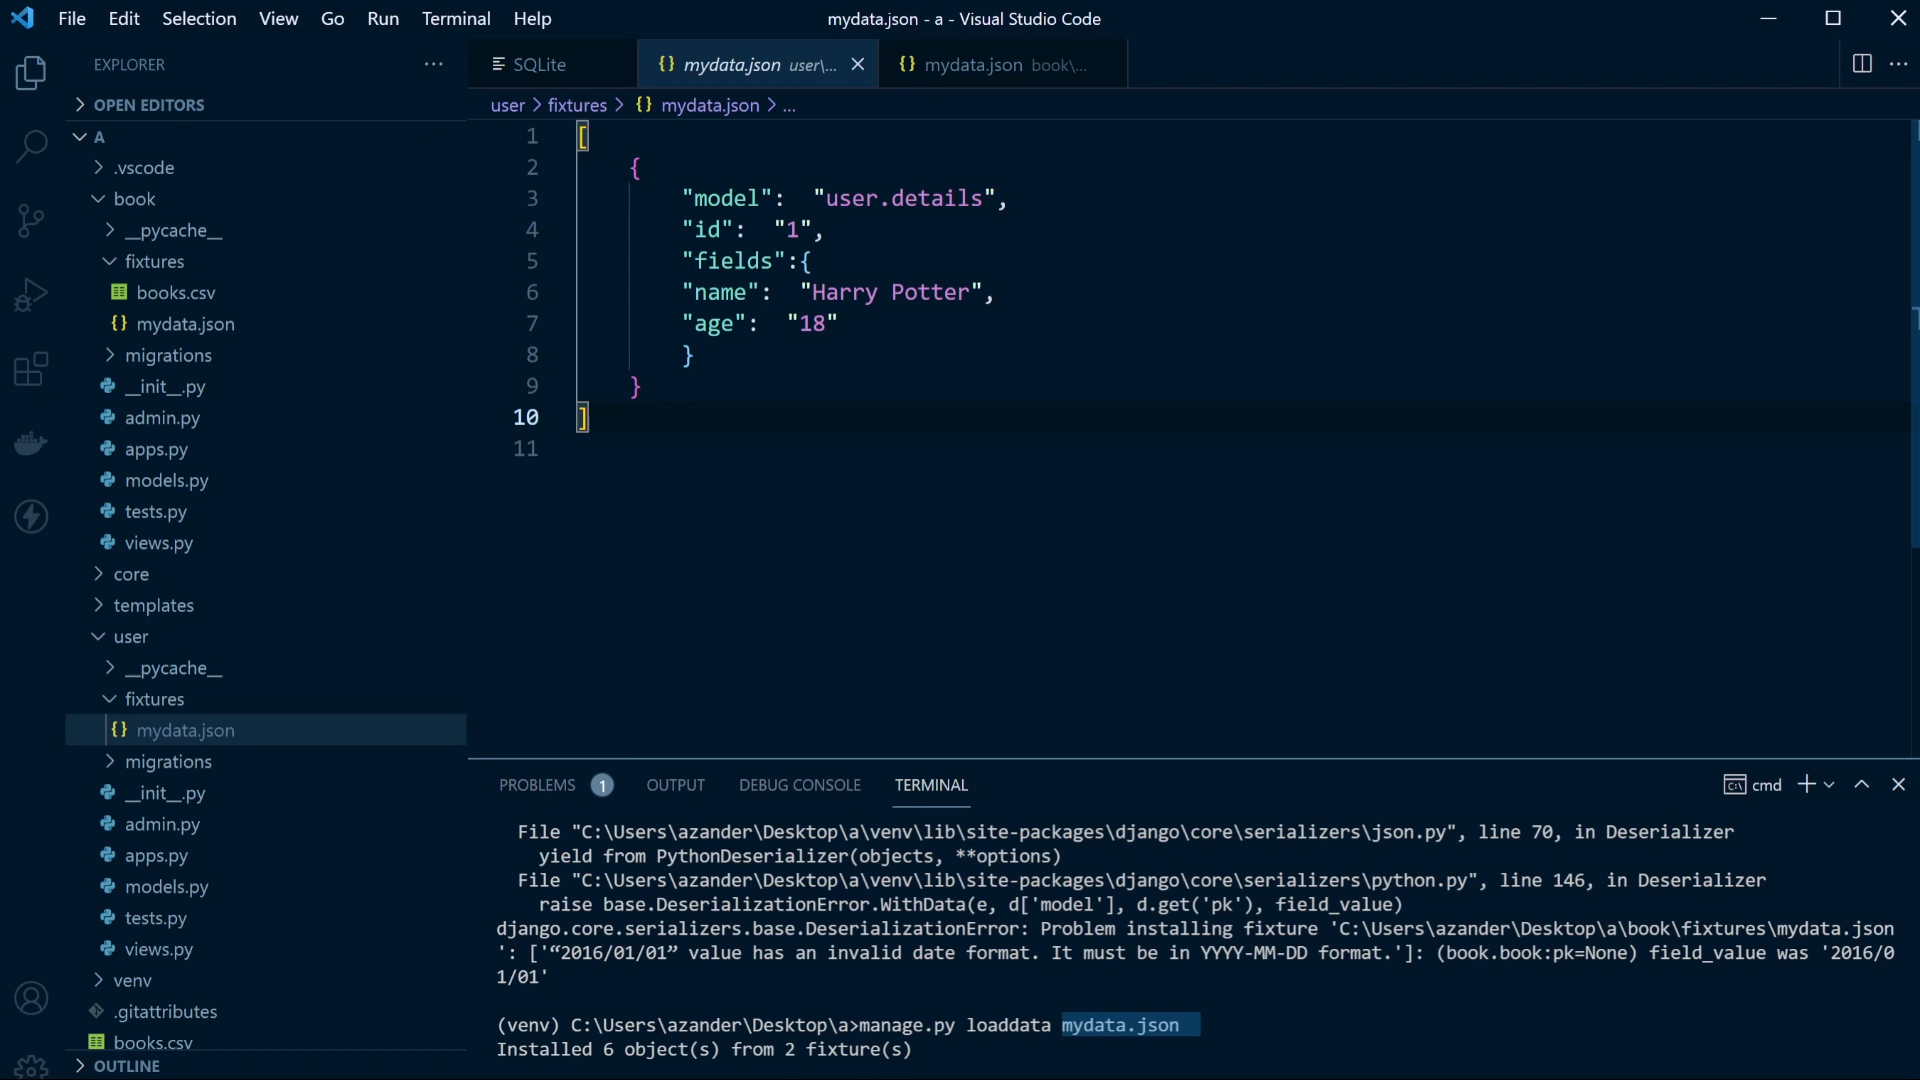 File Edit Selection View Go Run Terminal Help
mydata.json - a - Visual Studio Code
EXPLORER
OPEN EDITORS
A
.vscode
book
__pycache__
fixtures
books.csv
mydata.json
migrations
__init__.py
admin.py
apps.py
models.py
tests.py
views.py
core
templates
user
__pycache__
fixtures
mydata.json
migrations
__init__.py
admin.py
apps.py
models.py
tests.py
views.py
venv
.gitattributes
books.csv
OUTLINE
SQLite
{} mydata.json user\...
{} mydata.json book\...
user > fixtures > {} mydata.json > ...
1 [
2 {
3 "model": "user.details",
4 "id": "1",
5 "fields":{
6 "name": "Harry Potter",
7 "age": "18"
8 }
9 }
10 ]
11
PROBLEMS 1 OUTPUT DEBUG CONSOLE TERMINAL
cmd
File "C:\Users\azander\Desktop\a\venv\lib\site-packages\django\core\serializers\json.py", line 70, in Deserializer
yield from PythonDeserializer(objects, **options)
File "C:\Users\azander\Desktop\a\venv\lib\site-packages\django\core\serializers\python.py", line 146, in Deserializer
raise base.DeserializationError.WithData(e, d['model'], d.get('pk'), field_value)
django.core.serializers.base.DeserializationError: Problem installing fixture 'C:\Users\azander\Desktop\a\book\fixtures\mydata.json
': ['“2016/01/01” value has an invalid date format. It must be in YYYY-MM-DD format.']: (book.book:pk=None) field_value was '2016/0
1/01'
(venv) C:\Users\azander\Desktop\a>manage.py loaddata mydata.json
Installed 6 object(s) from 2 fixture(s)